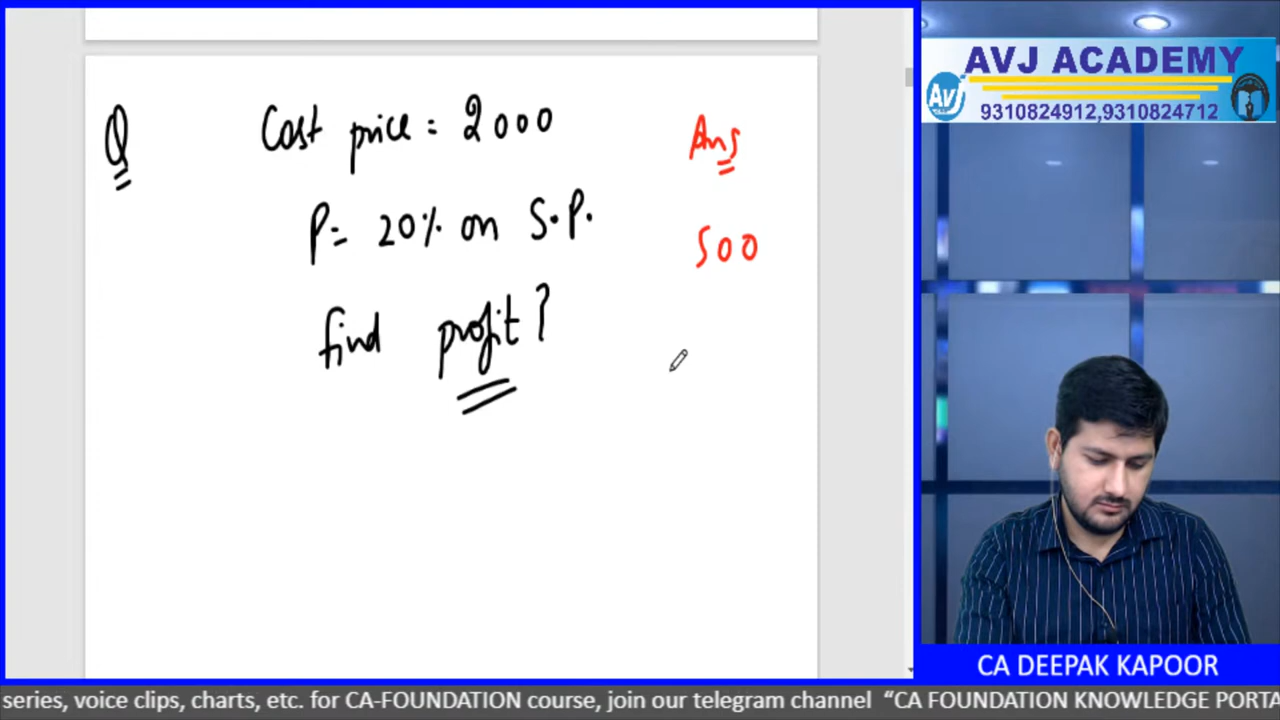 Q Cost price = 2000
P = 20% on S.P.
find profit?
Ans
500
AVJ ACADEMY
AV
9310824912,9310824712
CA DEEPAK KAPOOR
series, voice clips, charts, etc. for CA-FOUNDATION course, join our telegram channel “CA FOUNDATION KNOWLEDGE PORTA